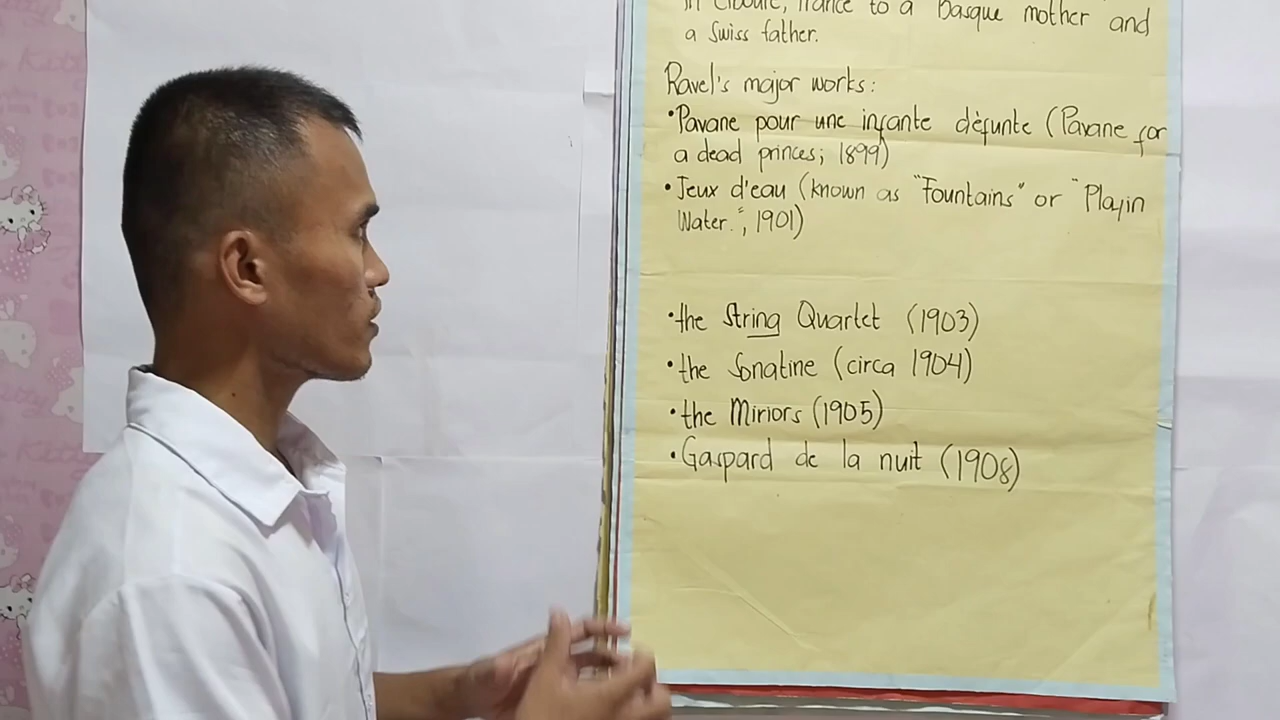 in Ciboure, france to a Basque mother and
a Swiss father.
Ravel's major works:
•Pavane pour une infante défunte (Pavane for
a dead princes; 1899)
•Jeux d'eau (known as "Fountains" or "Playin
Water."; 1901)
•the String Quartet (1903)
•the Sonatine (circa 1904)
•the Miriors (1905)
•Gaspard de la nuit (1908)